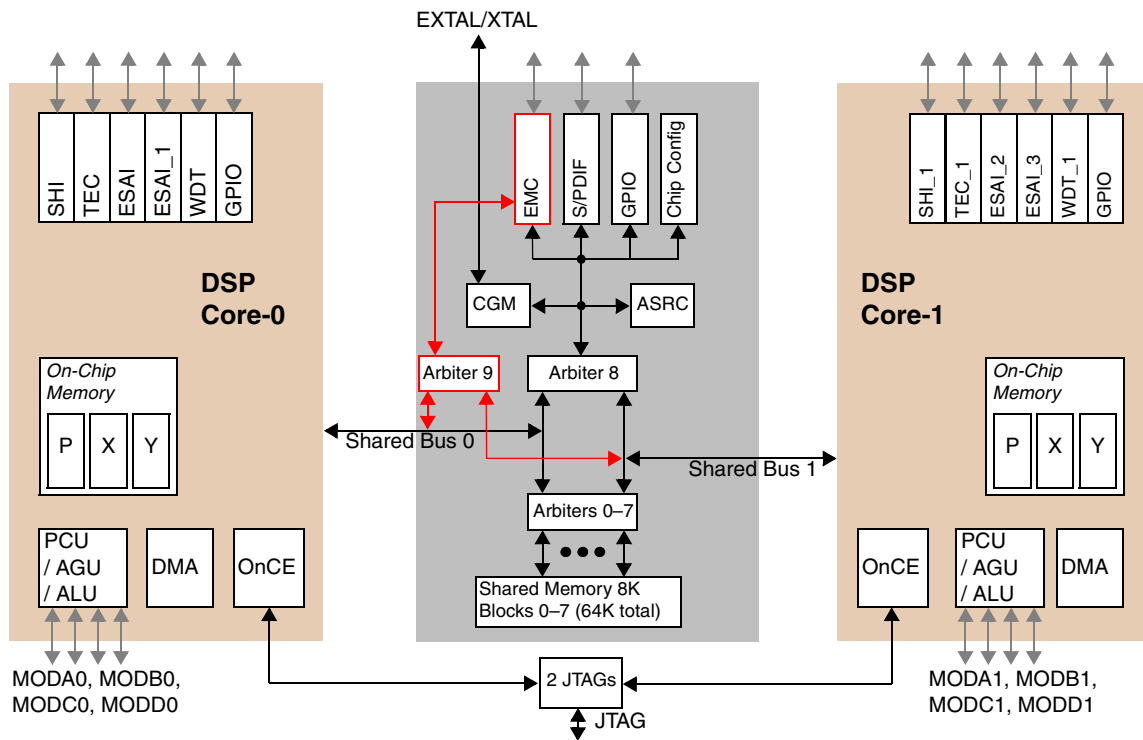 EXTAL/XTAL
SHI
TEC
ESAI
ESAI_1
WDT
GPIO
EMC
S/PDIF
GPIO
Chip Config
SHI_1
TEC_1
ESAI_2
ESAI_3
WDT_1
GPIO
DSP
Core-0
CGM
ASRC
DSP
Core-1
On-Chip
Memory
P
X
Y
Arbiter 9
Arbiter 8
On-Chip
Memory
P
X
Y
Shared Bus 0
Shared Bus 1
Arbiters 0–7
PCU
/ AGU
/ ALU
DMA
OnCE
Shared Memory 8K
Blocks 0–7 (64K total)
OnCE
PCU
/ AGU
/ ALU
DMA
MODA0, MODB0,
MODC0, MODD0
2 JTAGs
JTAG
MODA1, MODB1,
MODC1, MODD1